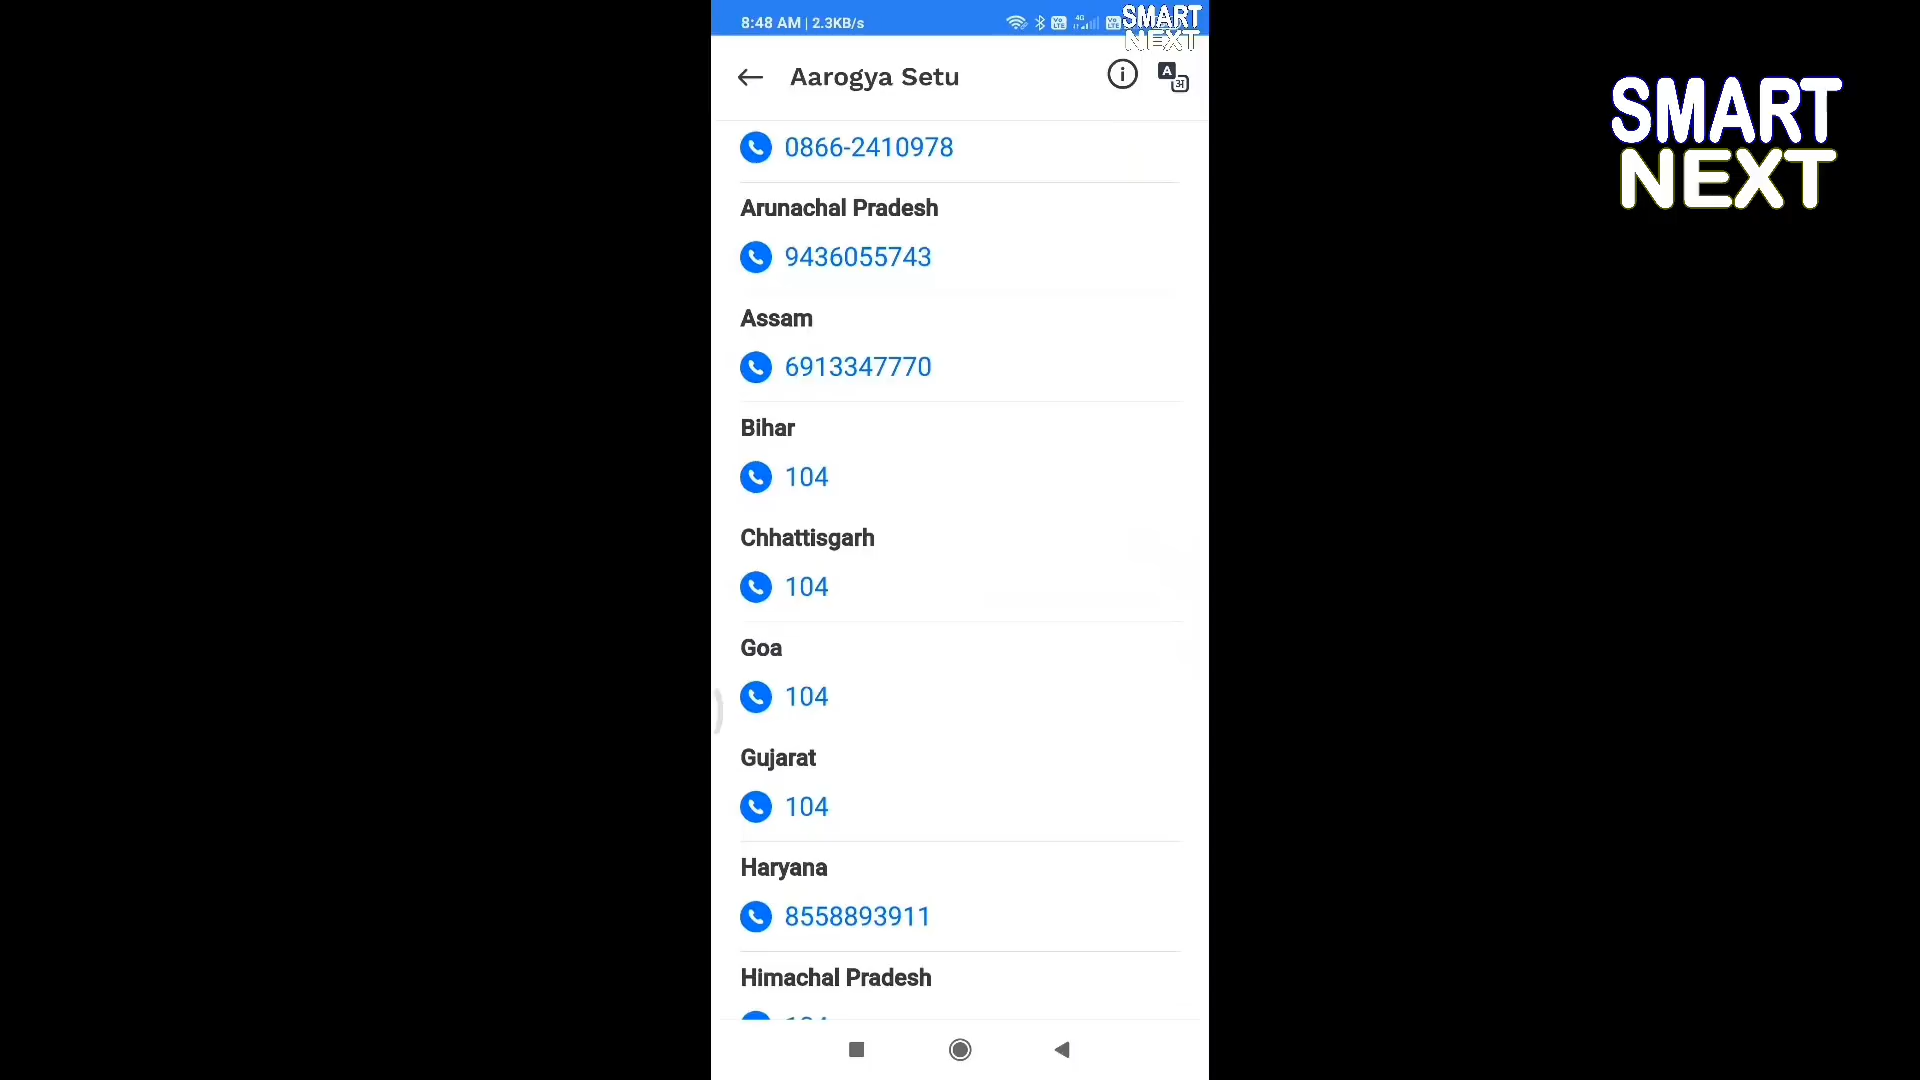 8:48 AM | 2.3KB/s
SMART
NEXT
Aarogya Setu
0866-2410978
Arunachal Pradesh
9436055743
Assam
6913347770
Bihar
104
Chhattisgarh
104
Goa
104
Gujarat
104
Haryana
8558893911
Himachal Pradesh
SMART
NEXT